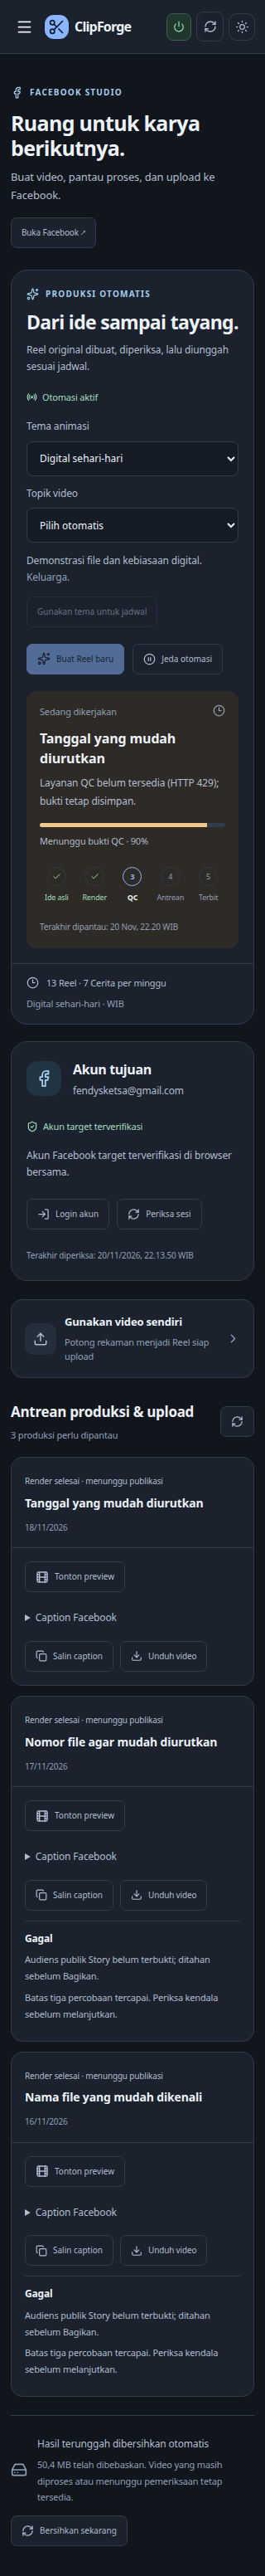 ClipForge
FACEBOOK STUDIO
Ruang untuk karya
berikutnya.
Buat video, pantau proses, dan upload ke
Facebook.
Buka Facebook ↗
PRODUKSI OTOMATIS
Dari ide sampai tayang.
Reel original dibuat, diperiksa, lalu diunggah
sesuai jadwal.
Otomasi aktif
Tema animasi
Digital sehari-hari
Topik video
Pilih otomatis
Demonstrasi file dan kebiasaan digital.
Keluarga.
Gunakan tema untuk jadwal
Buat Reel baru
Jeda otomasi
Sedang dikerjakan
Tanggal yang mudah
diurutkan
Layanan QC belum tersedia (HTTP 429);
bukti tetap disimpan.
Menunggu bukti QC · 90%
3 4 5
Ide asli Render QC Antrean Terbit
Terakhir dipantau: 20 Nov, 22.20 WIB
13 Reel · 7 Cerita per minggu
Digital sehari-hari · WIB
Akun tujuan
fendysketsa@gmail.com
Akun target terverifikasi
Akun Facebook target terverifikasi di browser
bersama.
Login akun
Periksa sesi
Terakhir diperiksa: 20/11/2026, 22.13.50 WIB
Gunakan video sendiri
Potong rekaman menjadi Reel siap
upload
Antrean produksi & upload
3 produksi perlu dipantau
Render selesai · menunggu publikasi
Tanggal yang mudah diurutkan
18/11/2026
Tonton preview
▶ Caption Facebook
Salin caption
Unduh video
Render selesai · menunggu publikasi
Nomor file agar mudah diurutkan
17/11/2026
Tonton preview
▶ Caption Facebook
Salin caption
Unduh video
Gagal
Audiens publik Story belum terbukti; ditahan
sebelum Bagikan.
Batas tiga percobaan tercapai. Periksa kendala
sebelum melanjutkan.
Render selesai · menunggu publikasi
Nama file yang mudah dikenali
16/11/2026
Tonton preview
▶ Caption Facebook
Salin caption
Unduh video
Gagal
Audiens publik Story belum terbukti; ditahan
sebelum Bagikan.
Batas tiga percobaan tercapai. Periksa kendala
sebelum melanjutkan.
Hasil terunggah dibersihkan otomatis
50,4 MB telah dibebaskan. Video yang masih
diproses atau menunggu pemeriksaan tetap
tersedia.
Bersihkan sekarang